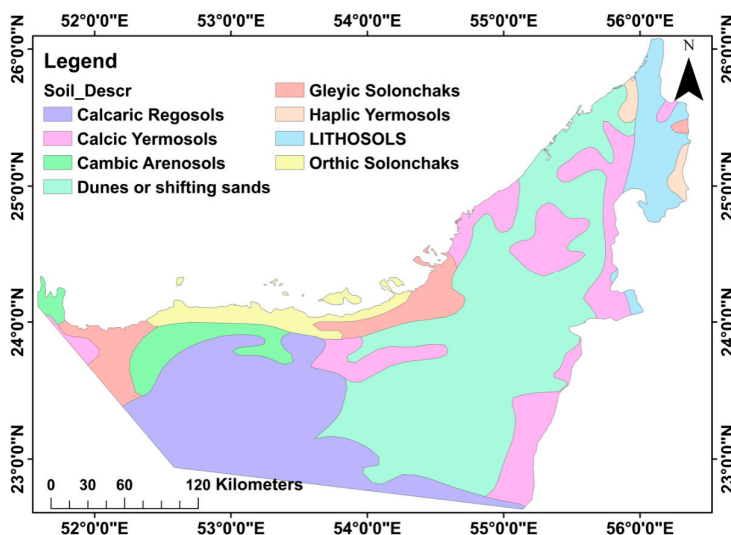 52°0'0"E 53°0'0"E 54°0'0"E 55°0'0"E 56°0'0"E
26°0'0"N
25°0'0"N
24°0'0"N
23°0'0"N
Legend
Soil_Descr
Calcaric Regosols
Calcic Yermosols
Cambic Arenosols
Dunes or shifting sands
Gleyic Solonchaks
Haplic Yermosols
LITHOSOLS
Orthic Solonchaks
N
26°0'0"N
25°0'0"N
24°0'0"N
23°0'0"N
0 30 60 120 Kilometers
52°0'0"E 53°0'0"E 54°0'0"E 55°0'0"E 56°0'0"E